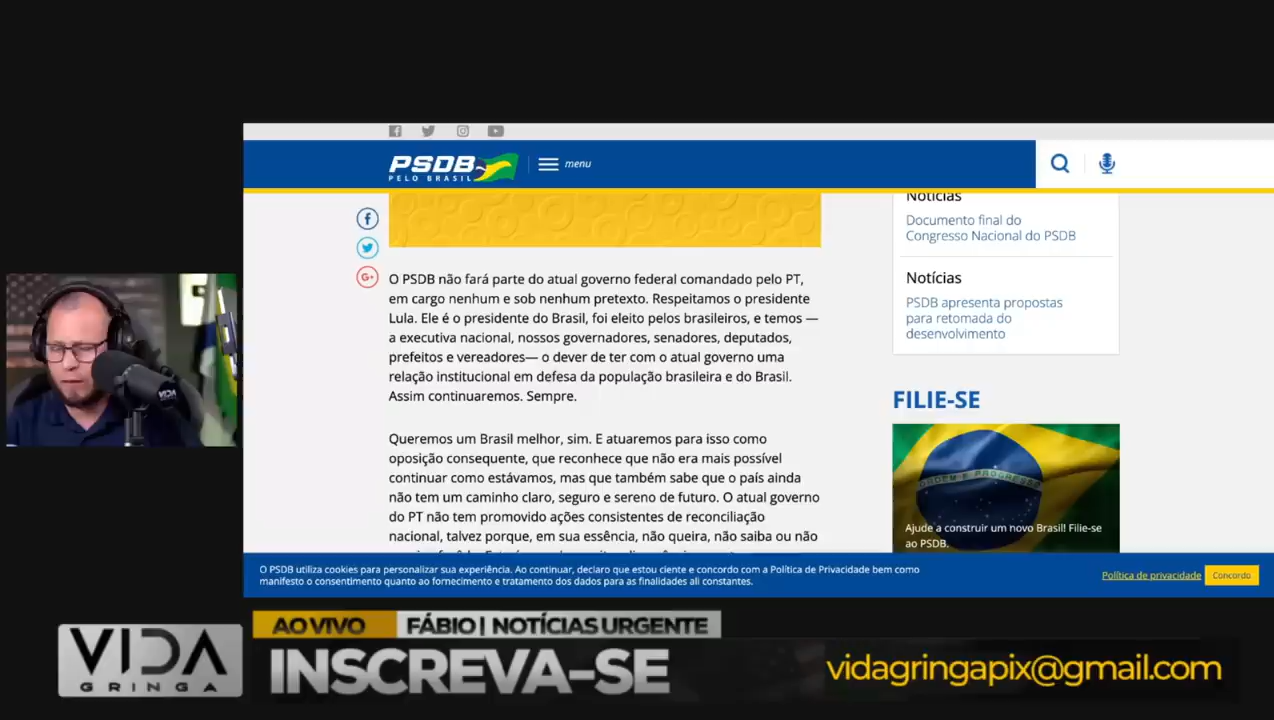 PSDB
PELO BRASIL
menu
Notícias
Documento final do
Congresso Nacional do PSDB
Notícias
PSDB apresenta propostas
para retomada do
desenvolvimento
FILIE-SE
ORDEM E PROGRESSO
Ajude a construir um novo Brasil! Filie-se
ao PSDB.
O PSDB não fará parte do atual governo federal comandado pelo PT,
em cargo nenhum e sob nenhum pretexto. Respeitamos o presidente
Lula. Ele é o presidente do Brasil, foi eleito pelos brasileiros, e temos —
a executiva nacional, nossos governadores, senadores, deputados,
prefeitos e vereadores— o dever de ter com o atual governo uma
relação institucional em defesa da população brasileira e do Brasil.
Assim continuaremos. Sempre.
Queremos um Brasil melhor, sim. E atuaremos para isso como
oposição consequente, que reconhece que não era mais possível
continuar como estávamos, mas que também sabe que o país ainda
não tem um caminho claro, seguro e sereno de futuro. O atual governo
do PT não tem promovido ações consistentes de reconciliação
nacional, talvez porque, em sua essência, não queira, não saiba ou não
O PSDB utiliza cookies para personalizar sua experiência. Ao continuar, declaro que estou ciente e concordo com a Política de Privacidade bem como
manifesto o consentimento quanto ao fornecimento e tratamento dos dados para as finalidades ali constantes.
Política de privacidade
Concordo
VIDA
AO VIVO
FÁBIO | NOTÍCIAS URGENTE
VIDA
GRINGA
INSCREVA-SE
vidagringapix@gmail.com